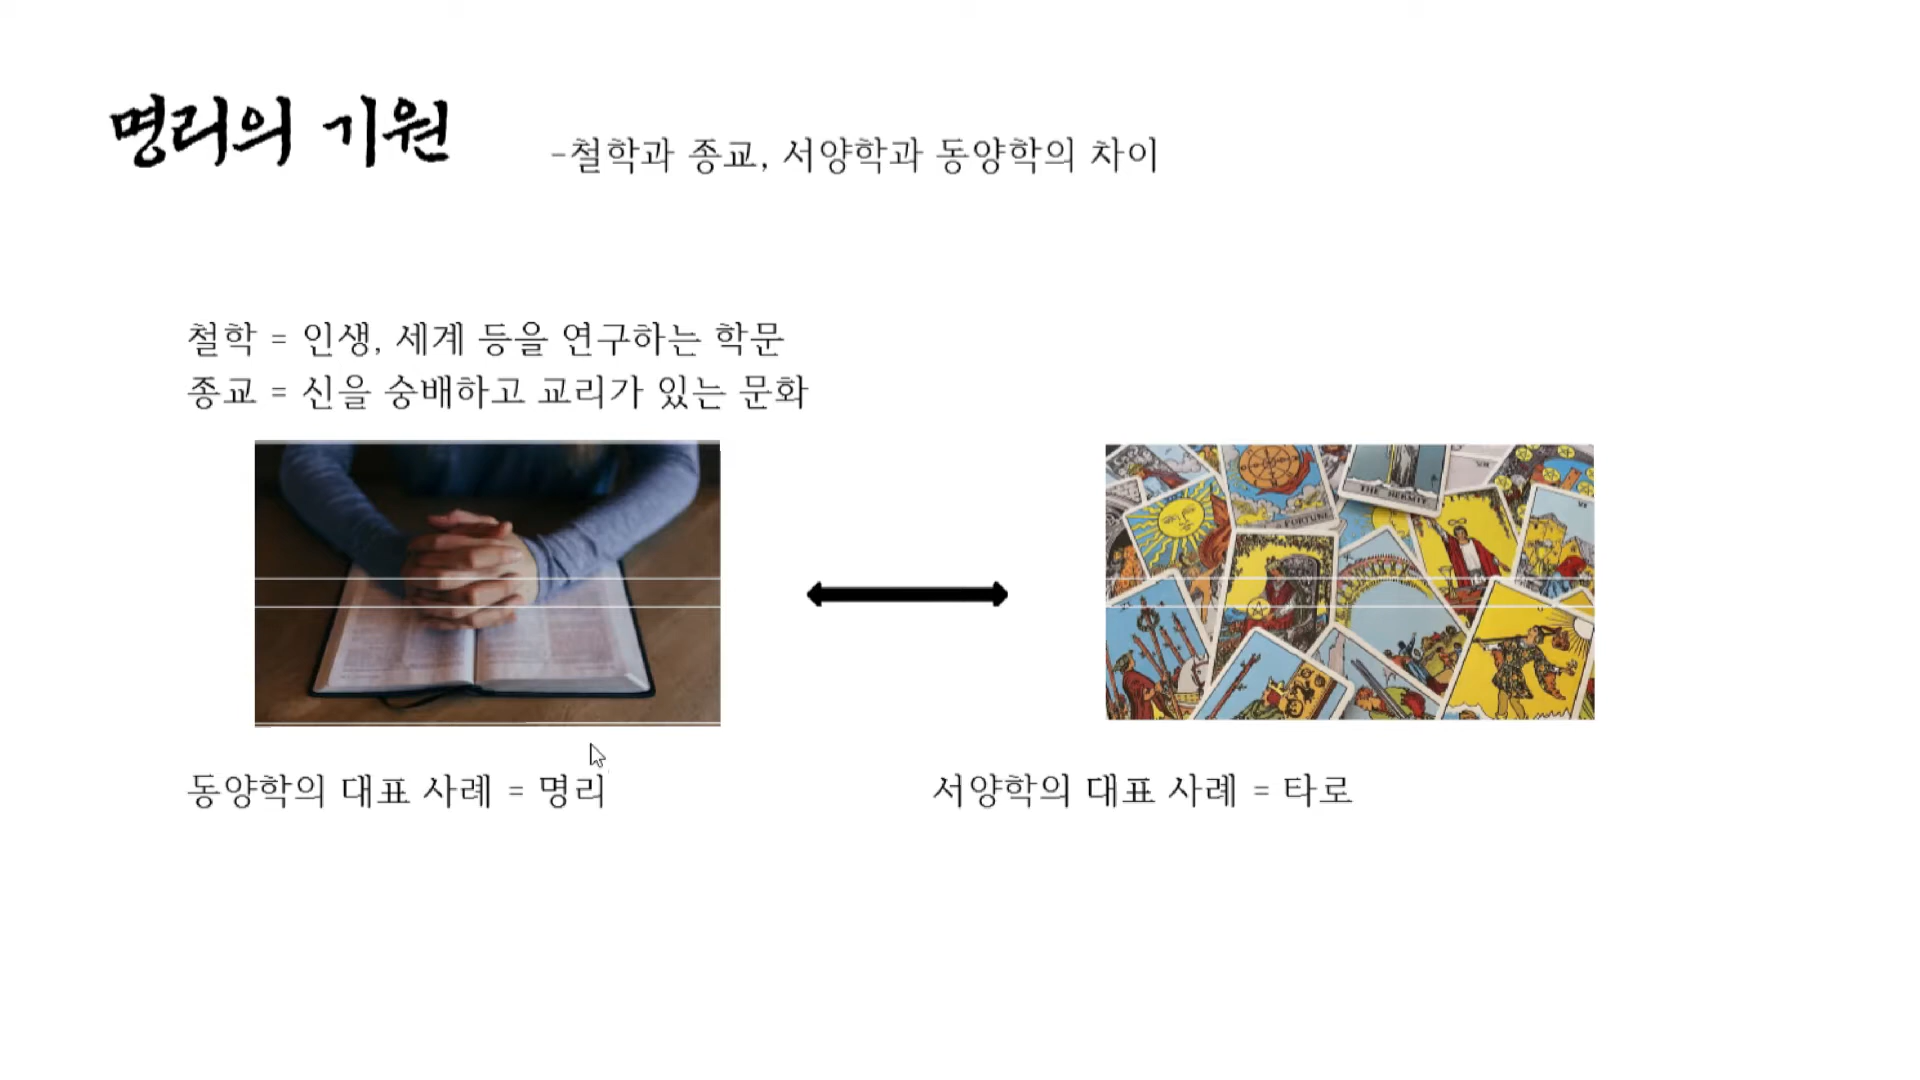 명리의 기원
-철학과 종교, 서양학과 동양학의 차이
철학 = 인생, 세계 등을 연구하는 학문
종교 = 신을 숭배하고 교리가 있는 문화
THE HERMIT
FORTUNE
동양학의 대표 사례 = 명리
서양학의 대표 사례 = 타로